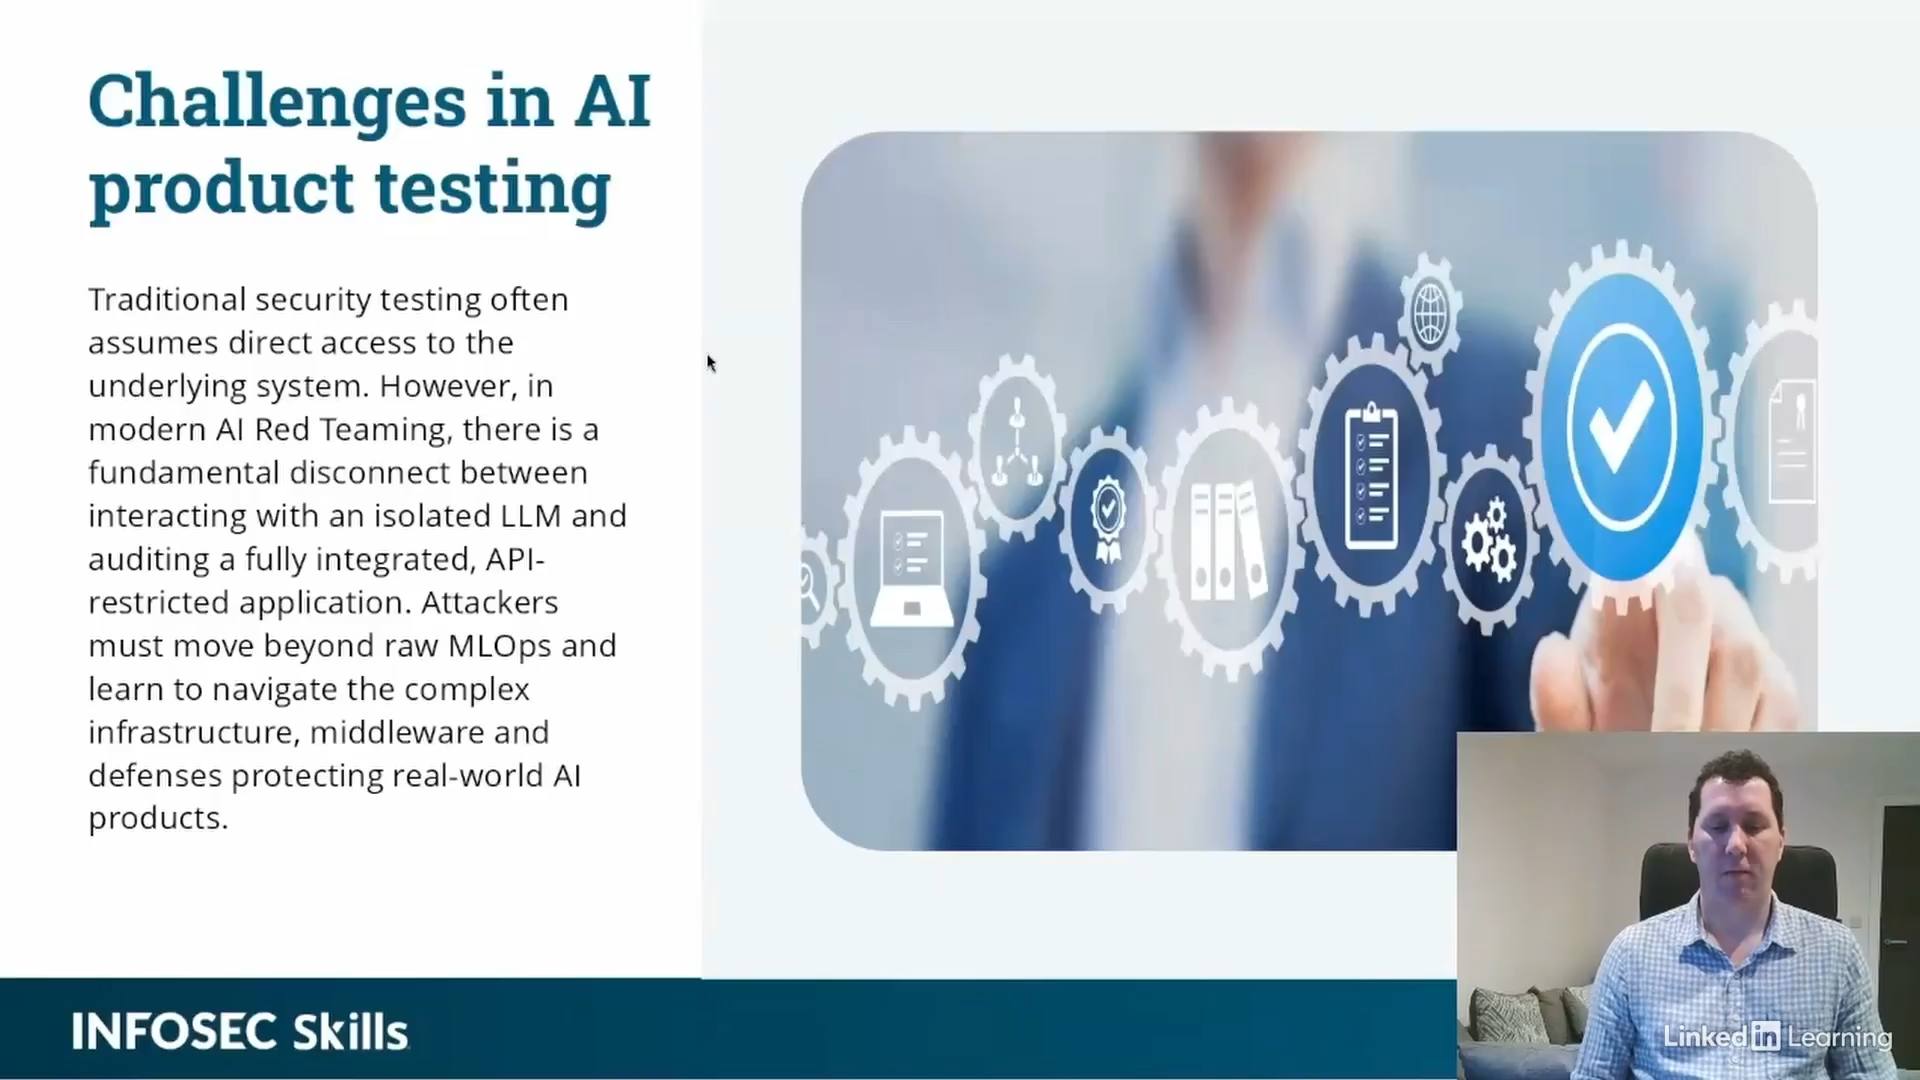 Challenges in AI
product testing
Traditional security testing often
assumes direct access to the
underlying system. However, in
modern AI Red Teaming, there is a
fundamental disconnect between
interacting with an isolated LLM and
auditing a fully integrated, API-
restricted application. Attackers
must move beyond raw MLOps and
learn to navigate the complex
infrastructure, middleware and
defenses protecting real-world AI
products.
INFOSEC Skills
Linked in Learning